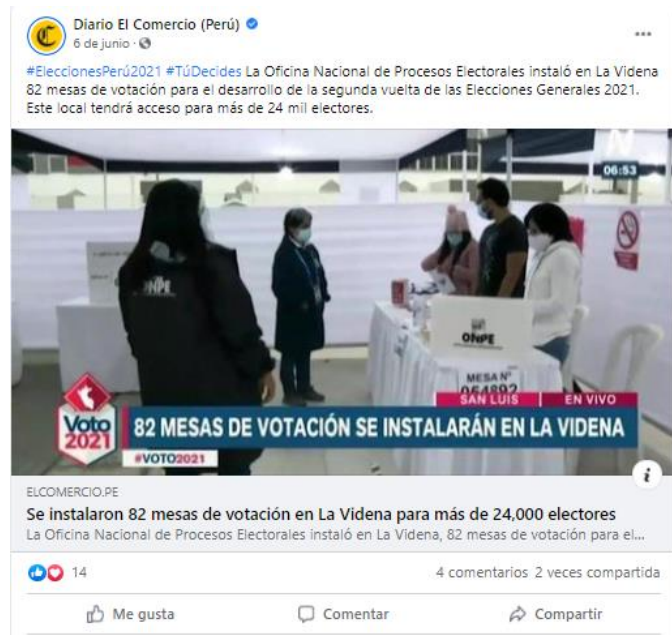 Diario El Comercio (Perú)
6 de junio ·
#EleccionesPerú2021 #TúDecides La Oficina Nacional de Procesos Electorales instaló en La Videna
82 mesas de votación para el desarrollo de la segunda vuelta de las Elecciones Generales 2021.
Este local tendrá acceso para más de 24 mil electores.
N
06:53
ONPE
ONPE
MESA N°
064892
SAN LUIS EN VIVO
Voto
2021
82 MESAS DE VOTACIÓN SE INSTALARÁN EN LA VIDENA
#VOTO2021
ELCOMERCIO.PE
Se instalaron 82 mesas de votación en La Videna para más de 24,000 electores
La Oficina Nacional de Procesos Electorales instaló en La Videna, 82 mesas de votación para el...
14
4 comentarios 2 veces compartida
Me gusta Comentar Compartir